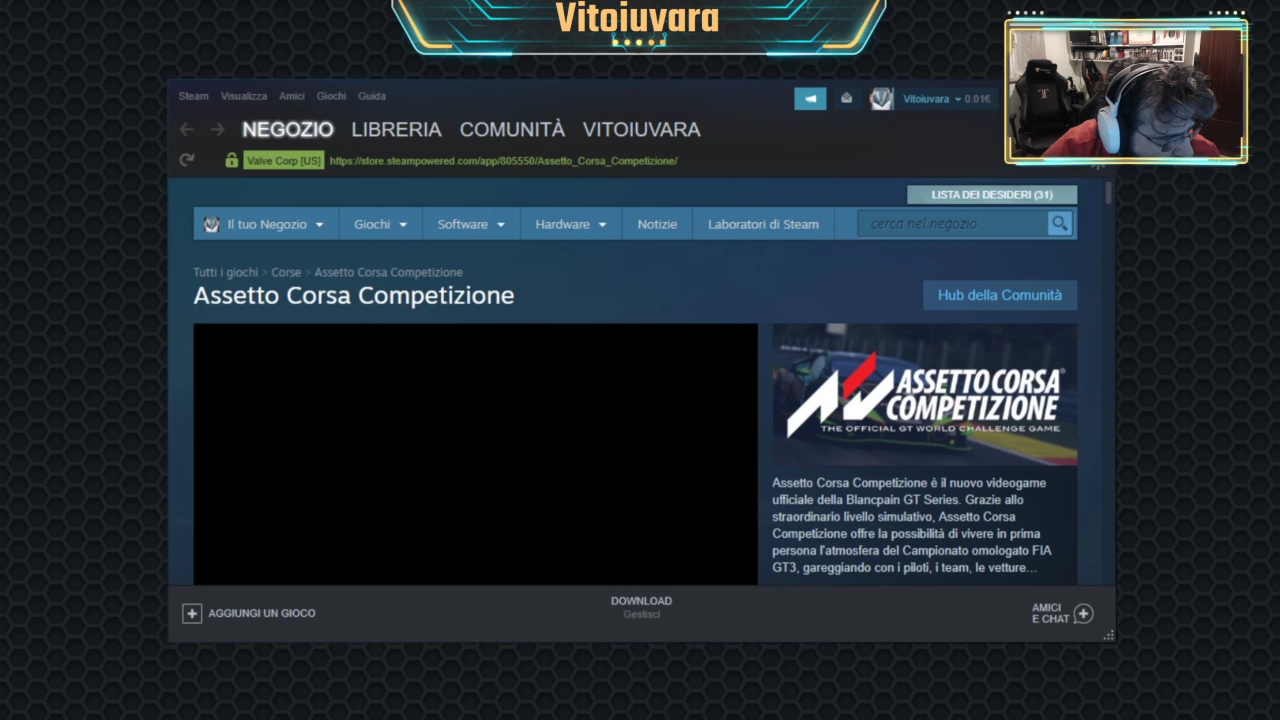 Vitoiuvara
Steam Visualizza Amici Giochi Guida
Vitoiuvara 0.01€
NEGOZIO LIBRERIA COMUNITÀ VITOIUVARA
Valve Corp [US] https://store.steampowered.com/app/805550/Assetto_Corsa_Competizione/
LISTA DEI DESIDERI (31)
Il tuo Negozio Giochi Software Hardware Notizie Laboratori di Steam cerca nel negozio
Tutti i giochi > Corse > Assetto Corsa Competizione
Assetto Corsa Competizione
Hub della Comunità
ASSETTO CORSA
COMPETIZIONE
THE OFFICIAL GT WORLD CHALLENGE GAME
Assetto Corsa Competizione è il nuovo videogame
ufficiale della Blancpain GT Series. Grazie allo
straordinario livello simulativo, Assetto Corsa
Competizione offre la possibilità di vivere in prima
persona l'atmosfera del Campionato omologato FIA
GT3, gareggiando con i piloti, i team, le vetture...
AGGIUNGI UN GIOCO
DOWNLOAD
Gestisci
AMICI
E CHAT